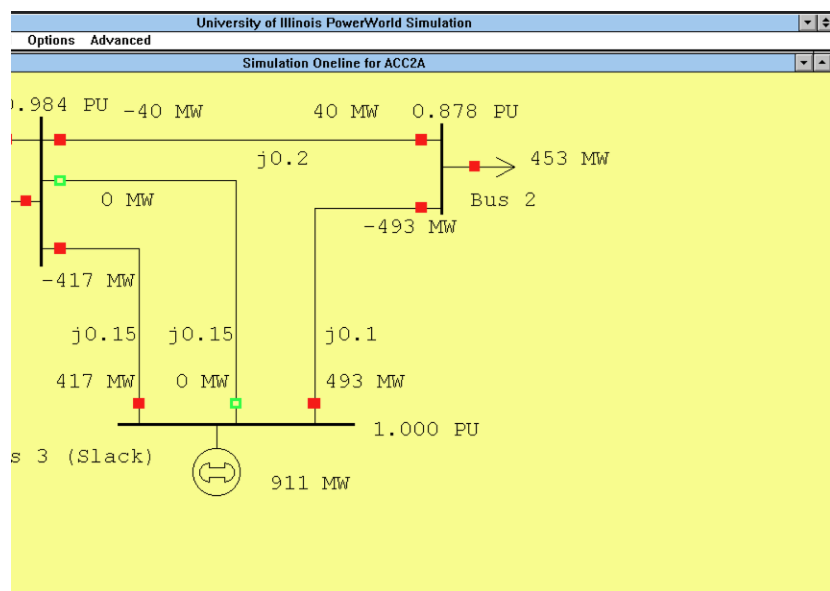 University of Illinois PowerWorld Simulation
Options Advanced
Simulation Oneline for ACC2A
0.984 PU -40 MW 40 MW 0.878 PU
j0.2 453 MW
0 MW Bus 2
-493 MW
-417 MW
j0.15 j0.15 j0.1
417 MW 0 MW 493 MW
1.000 PU
s 3 (Slack)
911 MW